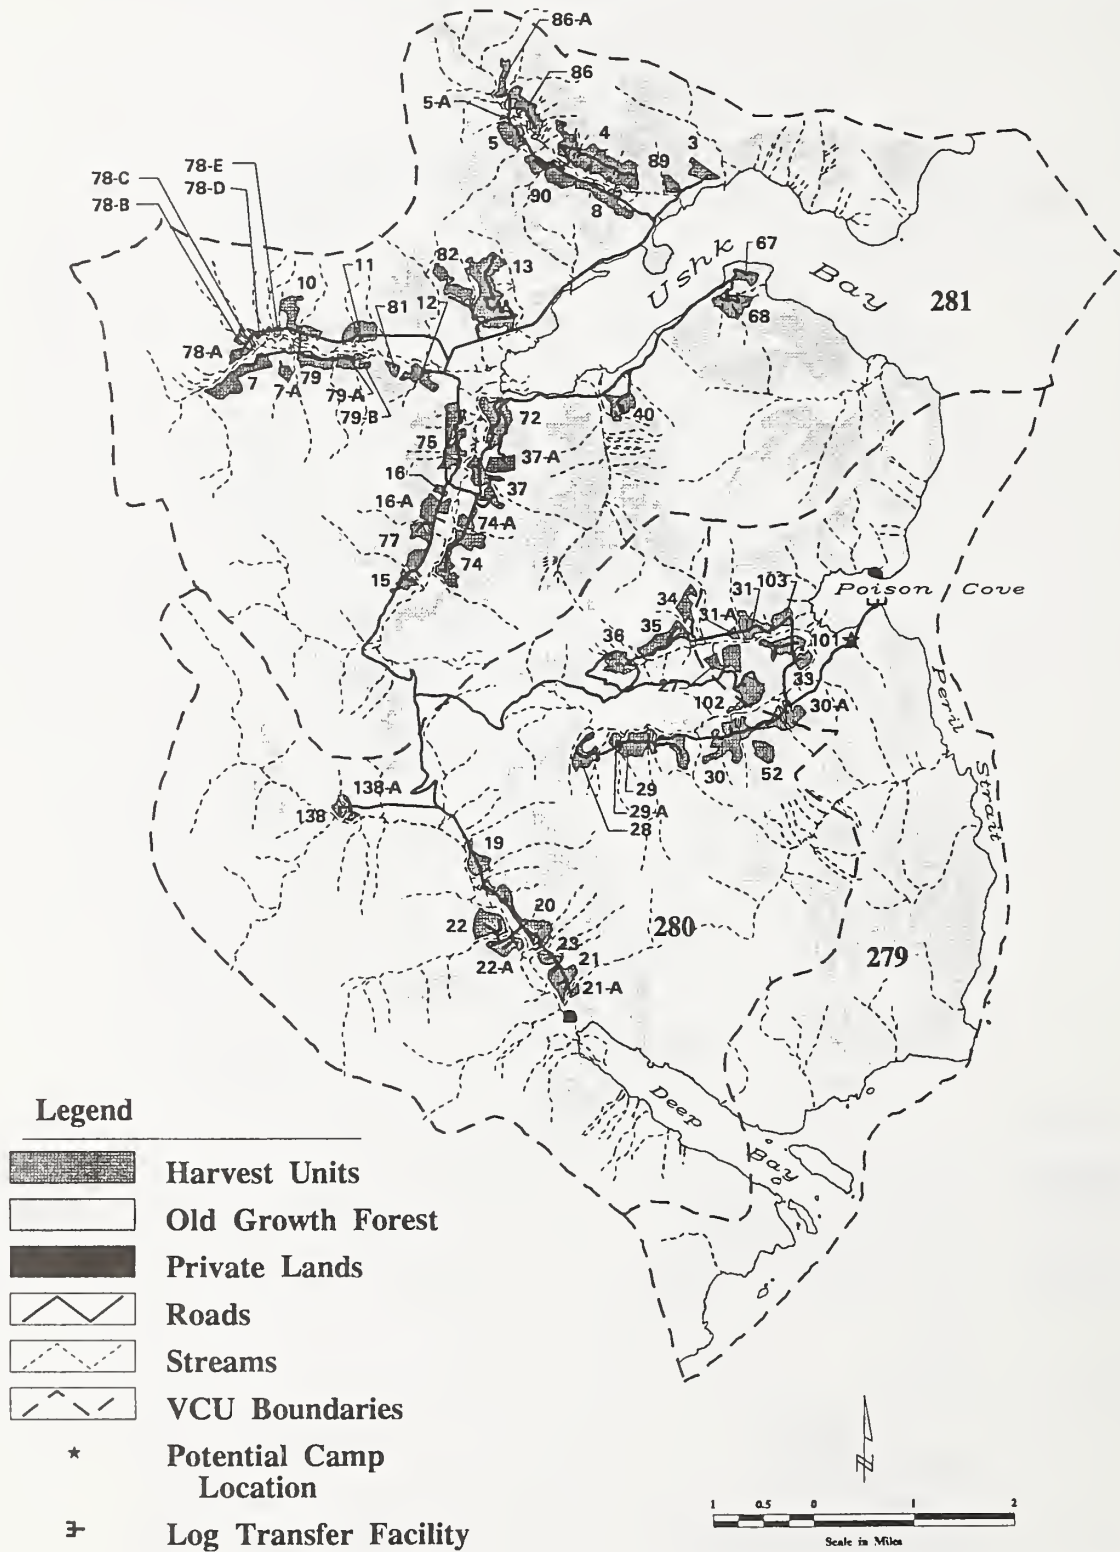 86-A
86
5-A
5
4
89
3
90
8
78-E
78-C
78-D
78-B
67
Ushk Bay
82
13
11
10
12
81
281
68
78-A
7
7-A
79
79-A
79-B
40
72
75
37-A
16
37
16-A
74-A
77
74
15
103
31
34
31-A
Poison Cove
35
36
101
27
33
102
30-A
Peril Strait
30
52
29
138-A
29-A
138
28
19
20
22
280
23
279
21
22-A
21-A
Deep Bay
Legend
Harvest Units
Old Growth Forest
Private Lands
Roads
Streams
VCU Boundaries
Potential Camp
Location
Log Transfer Facility
N
1 0.5 0 1 2
Scale in Miles